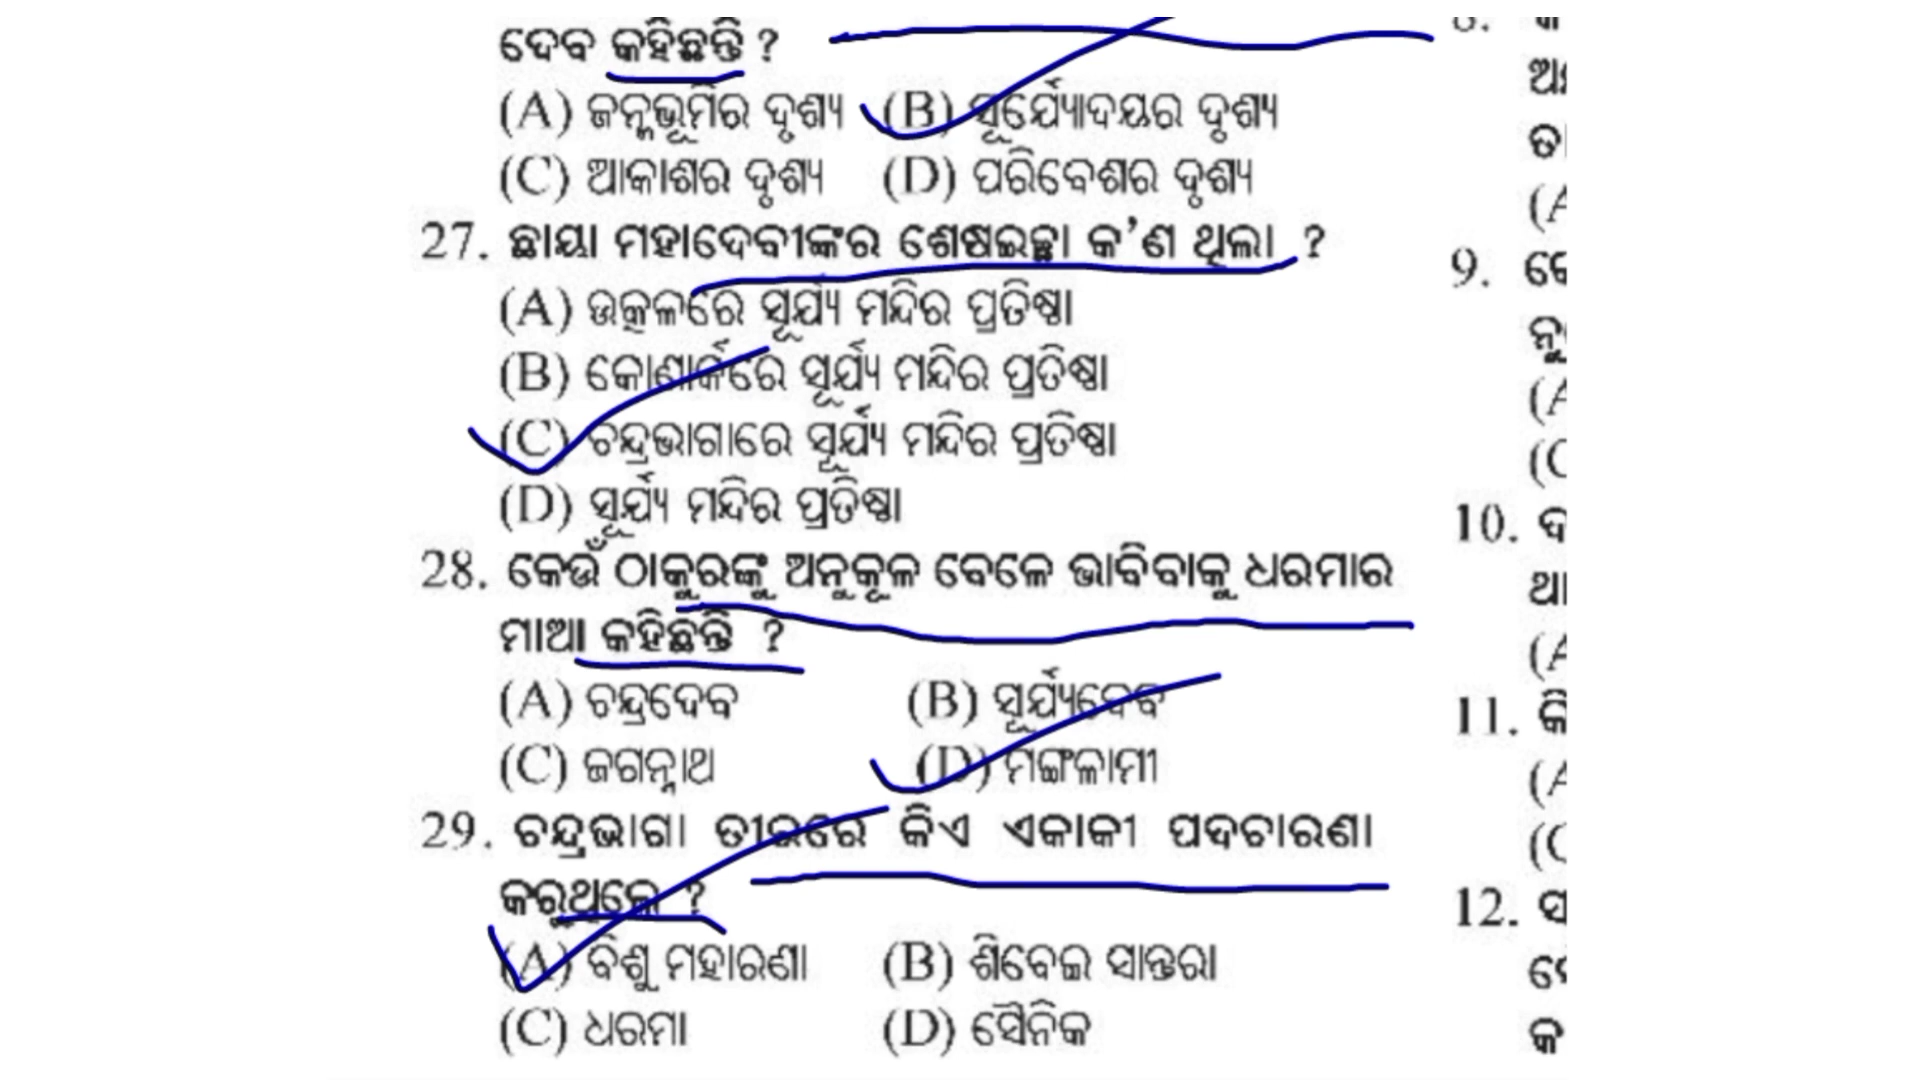 ଦେବ କହିଛନ୍ତି ?
(A) ଜନ୍ମଭୂମିର ଦୃଶ୍ୟ (B) ସୂର୍ଯ୍ୟୋଦୟର ଦୃଶ୍ୟ
(C) ଆକାଶର ଦୃଶ୍ୟ (D) ପରିବେଶର ଦୃଶ୍ୟ
27. ଛାୟା ମହାଦେବୀଙ୍କର ଶେଷଇଚ୍ଛା କ'ଣ ଥିଲା ?
(A) ଉତ୍କଳରେ ସୂର୍ଯ୍ୟ ମନ୍ଦିର ପ୍ରତିଷ୍ଠା
(B) କୋଣାର୍କରେ ସୂର୍ଯ୍ୟ ମନ୍ଦିର ପ୍ରତିଷ୍ଠା
(C) ଚନ୍ଦ୍ରଭାଗାରେ ସୂର୍ଯ୍ୟ ମନ୍ଦିର ପ୍ରତିଷ୍ଠା
(D) ସୂର୍ଯ୍ୟ ମନ୍ଦିର ପ୍ରତିଷ୍ଠା
28. କେଉଁ ଠାକୁରଙ୍କୁ ଅନୁକୂଳ ବେଳେ ଭାବିବାକୁ ଧରମାର
ମାଆ କହିଛନ୍ତି ?
(A) ଚନ୍ଦ୍ରଦେବ (B) ସୂର୍ଯ୍ୟଦେବ
(C) ଜଗନ୍ନାଥ (D) ମଙ୍ଗଳାମୀ
29. ଚନ୍ଦ୍ରଭାଗା ତୀରରେ କିଏ ଏକାକୀ ପଦଚାରଣା
କରୁଥିଲେ ?
(A) ବିଶୁ ମହାରଣା (B) ଶିବେଇ ସାନ୍ତରା
(C) ଧରମା (D) ସୈନିକ
9.
10.
11.
12.